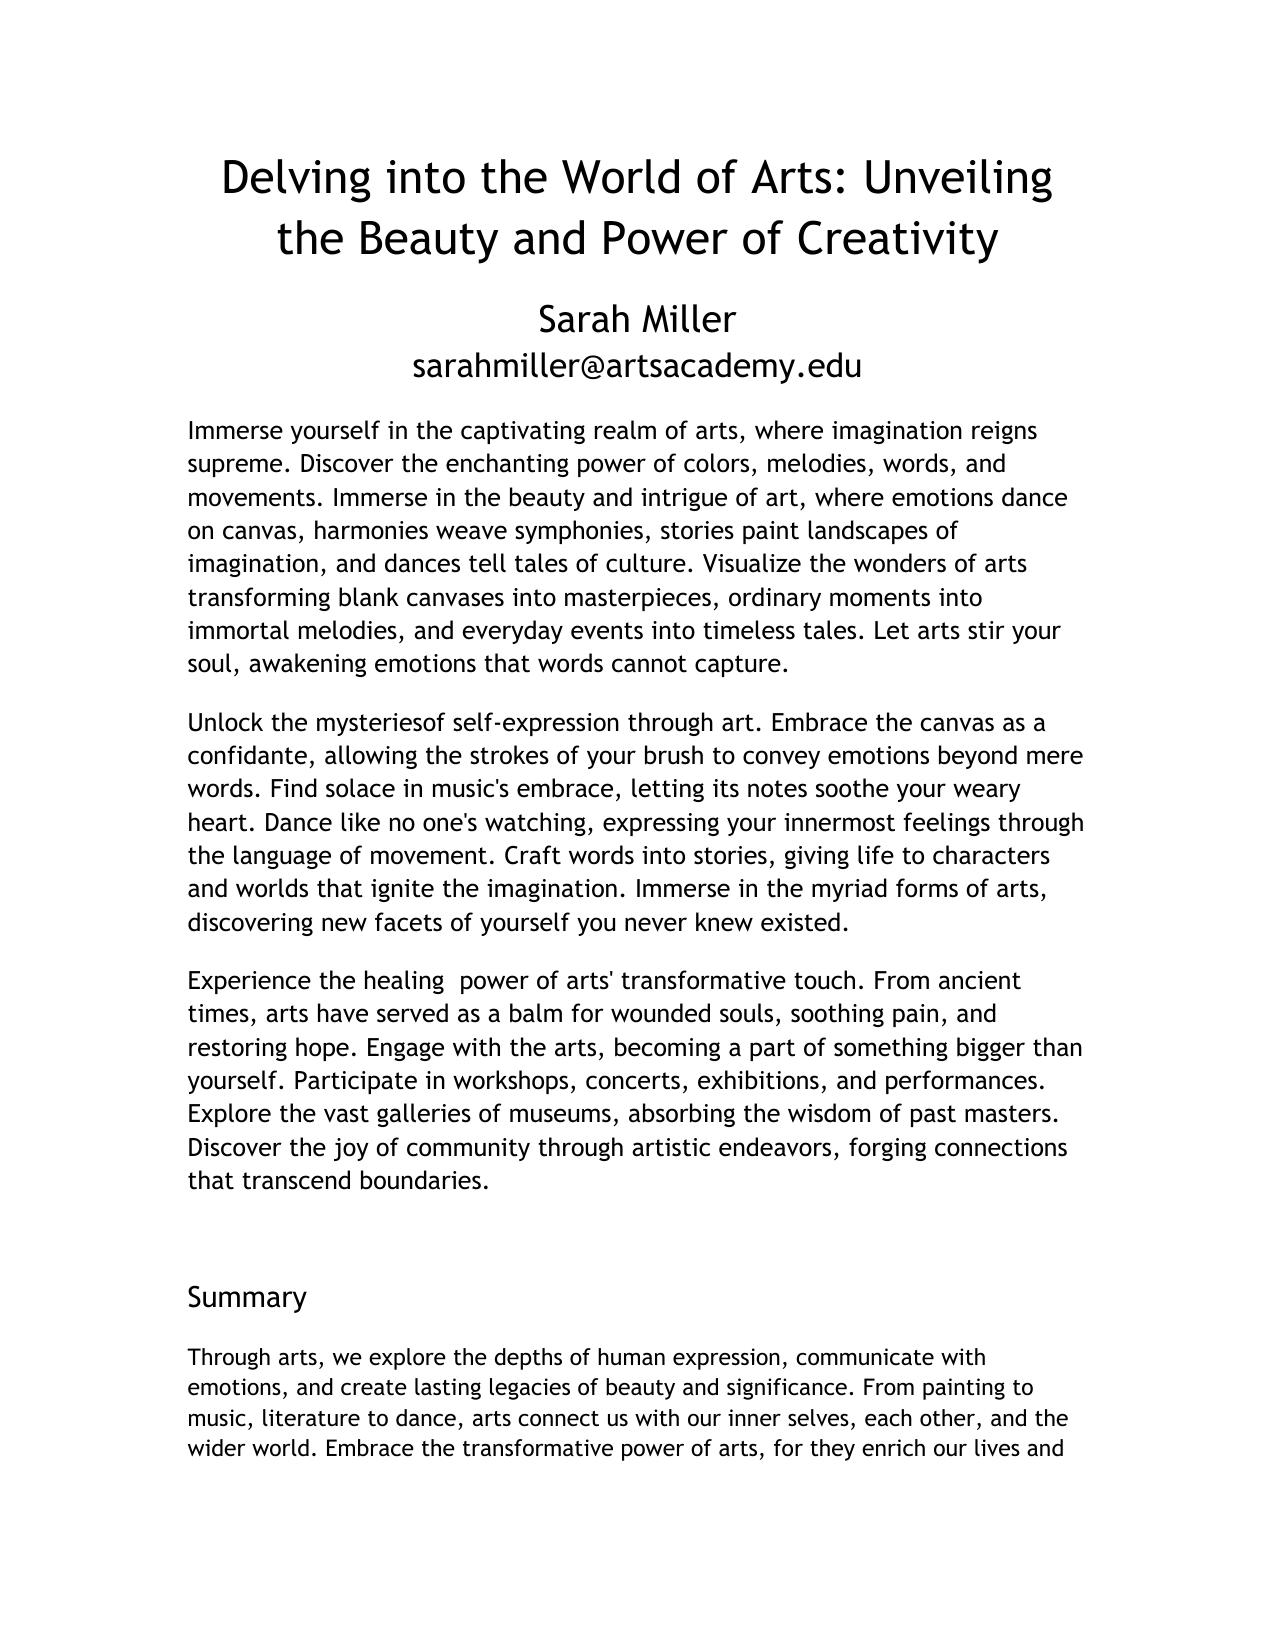 Delving into the World of Arts: Unveiling
the Beauty and Power of Creativity
Sarah Miller
sarahmiller@artsacademy.edu
Immerse yourself in the captivating realm of arts, where imagination reigns
supreme. Discover the enchanting power of colors, melodies, words, and
movements. Immerse in the beauty and intrigue of art, where emotions dance
on canvas, harmonies weave symphonies, stories paint landscapes of
imagination, and dances tell tales of culture. Visualize the wonders of arts
transforming blank canvases into masterpieces, ordinary moments into
immortal melodies, and everyday events into timeless tales. Let arts stir your
soul, awakening emotions that words cannot capture.
Unlock the mysteriesof self-expression through art. Embrace the canvas as a
confidante, allowing the strokes of your brush to convey emotions beyond mere
words. Find solace in music's embrace, letting its notes soothe your weary
heart. Dance like no one's watching, expressing your innermost feelings through
the language of movement. Craft words into stories, giving life to characters
and worlds that ignite the imagination. Immerse in the myriad forms of arts,
discovering new facets of yourself you never knew existed.
Experience the healing  power of arts' transformative touch. From ancient
times, arts have served as a balm for wounded souls, soothing pain, and
restoring hope. Engage with the arts, becoming a part of something bigger than
yourself. Participate in workshops, concerts, exhibitions, and performances.
Explore the vast galleries of museums, absorbing the wisdom of past masters.
Discover the joy of community through artistic endeavors, forging connections
that transcend boundaries.
Summary
Through arts, we explore the depths of human expression, communicate with
emotions, and create lasting legacies of beauty and significance. From painting to
music, literature to dance, arts connect us with our inner selves, each other, and the
wider world. Embrace the transformative power of arts, for they enrich our lives and